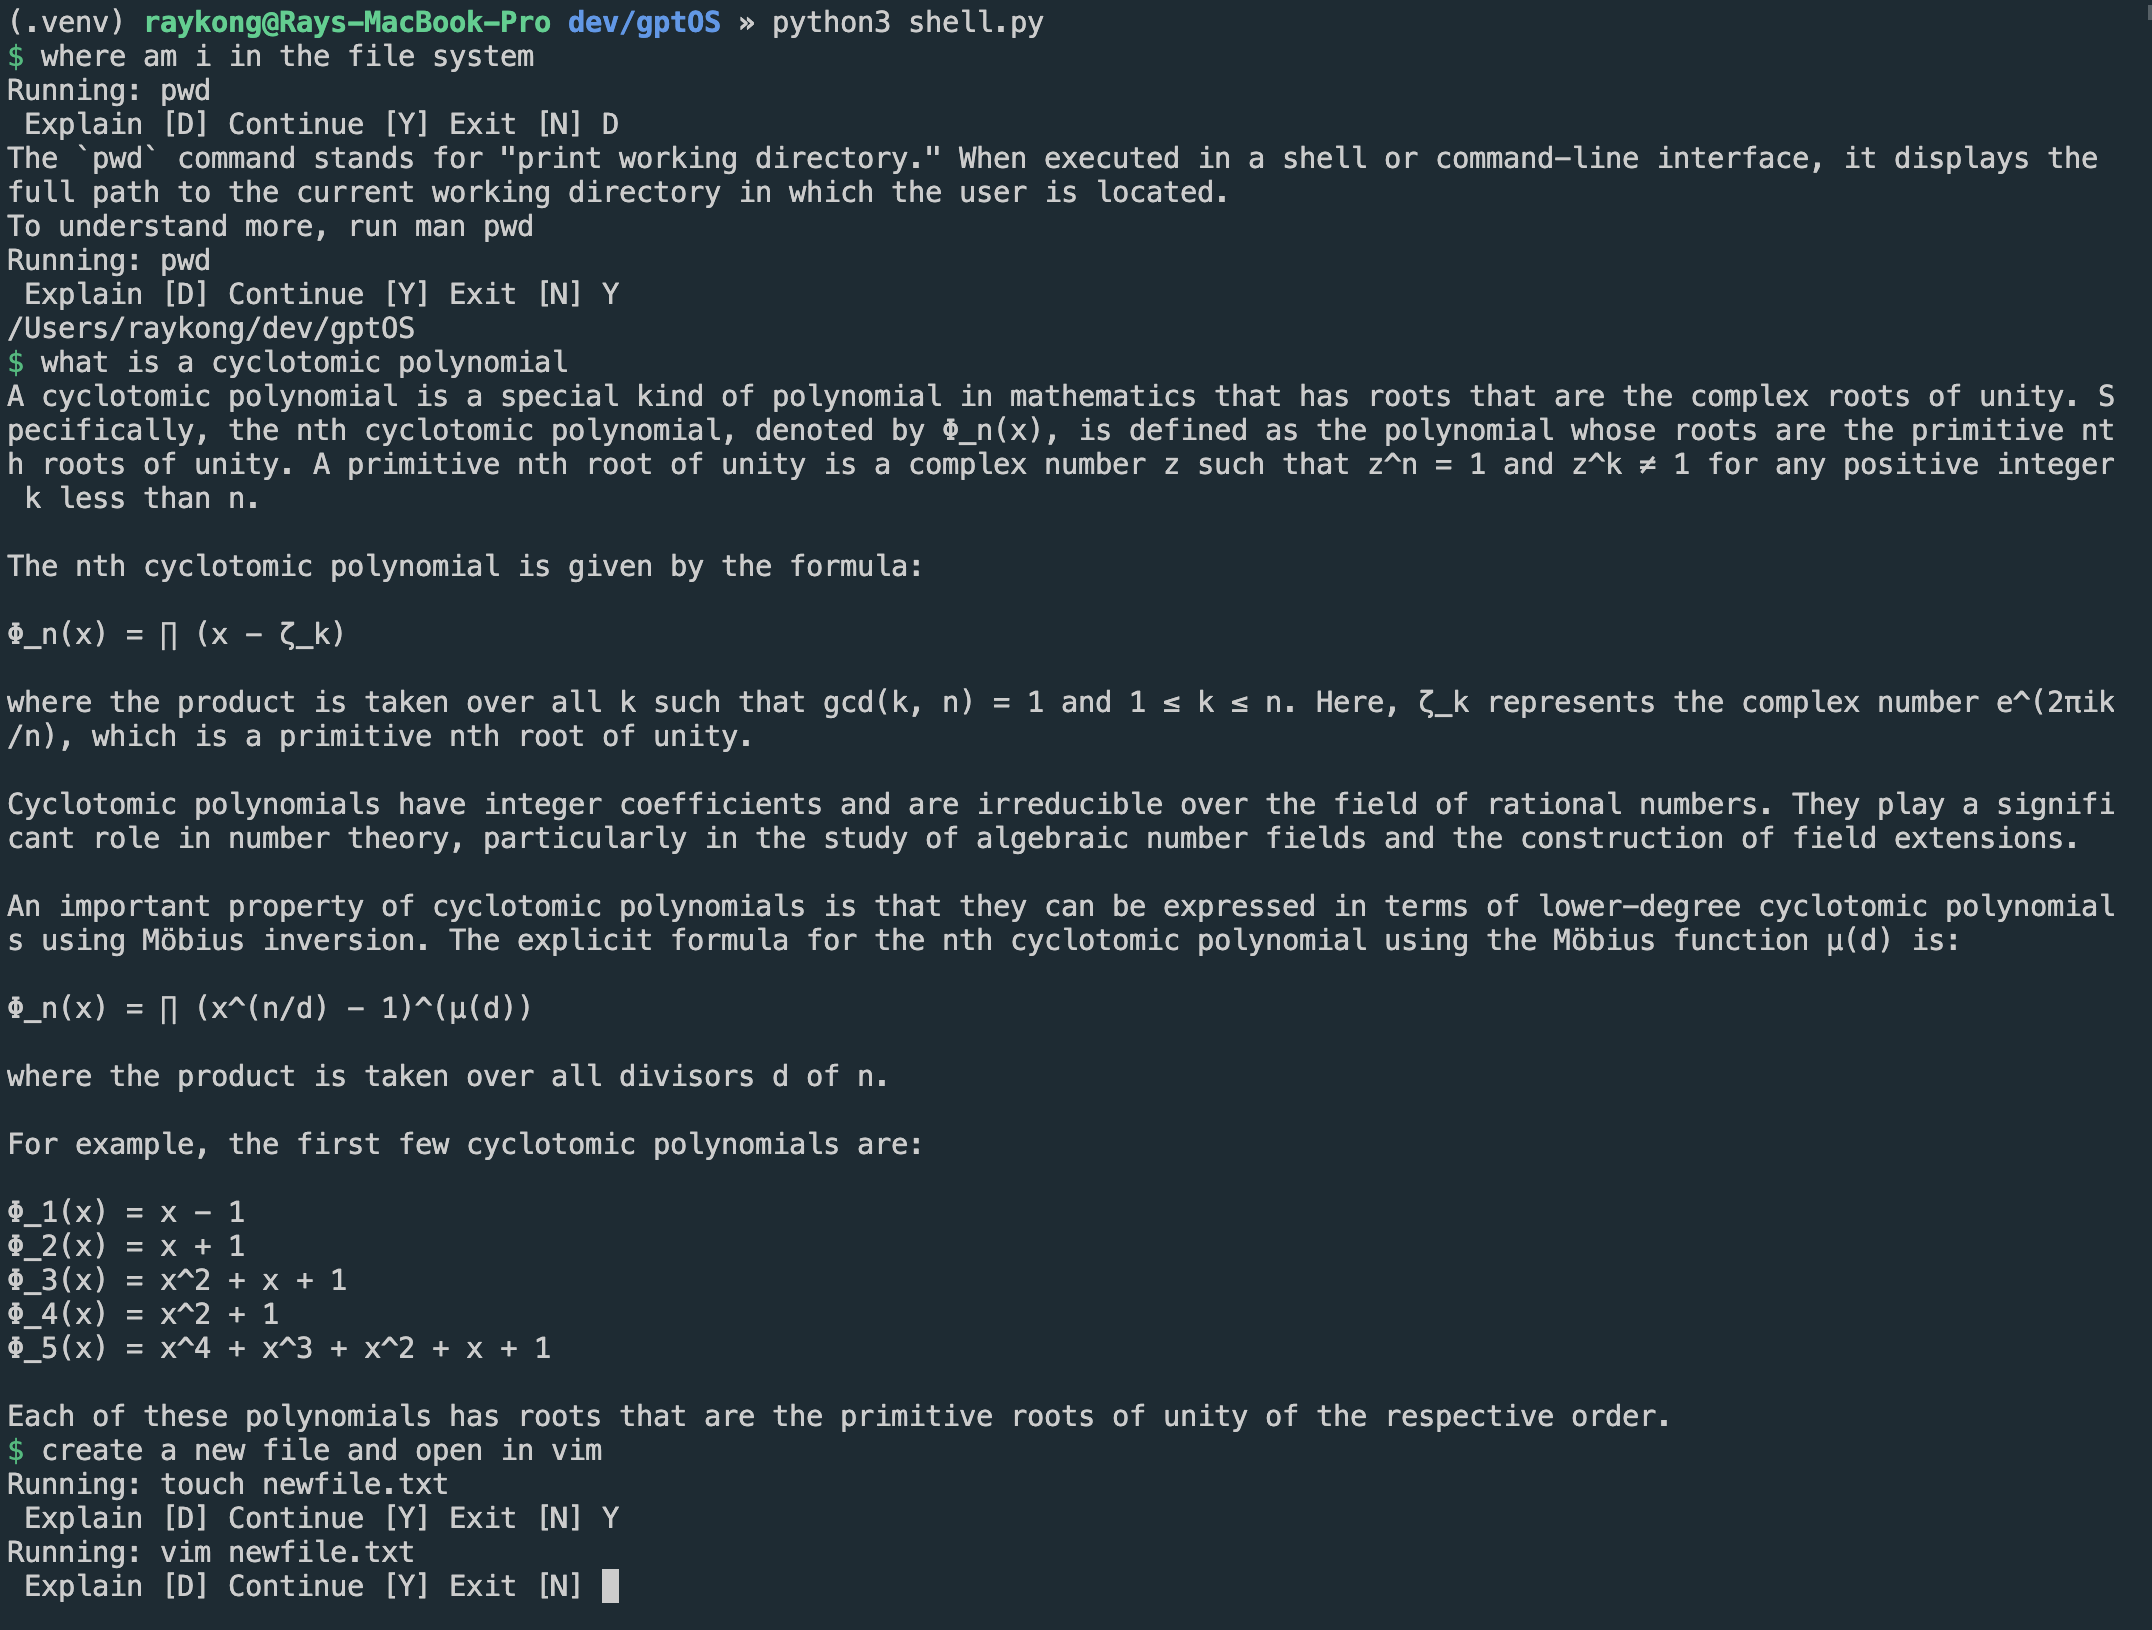 (.venv) raykong@Rays-MacBook-Pro dev/gptOS » python3 shell.py
$ where am i in the file system
Running: pwd
 Explain [D] Continue [Y] Exit [N] D
The `pwd` command stands for "print working directory." When executed in a shell or command-line interface, it displays the
full path to the current working directory in which the user is located.
To understand more, run man pwd
Running: pwd
 Explain [D] Continue [Y] Exit [N] Y
/Users/raykong/dev/gptOS
$ what is a cyclotomic polynomial
A cyclotomic polynomial is a special kind of polynomial in mathematics that has roots that are the complex roots of unity. S
pecifically, the nth cyclotomic polynomial, denoted by Φ_n(x), is defined as the polynomial whose roots are the primitive nt
h roots of unity. A primitive nth root of unity is a complex number z such that z^n = 1 and z^k ≠ 1 for any positive integer
 k less than n.

The nth cyclotomic polynomial is given by the formula:

Φ_n(x) = ∏ (x - ζ_k)

where the product is taken over all k such that gcd(k, n) = 1 and 1 ≤ k ≤ n. Here, ζ_k represents the complex number e^(2πik
/n), which is a primitive nth root of unity.

Cyclotomic polynomials have integer coefficients and are irreducible over the field of rational numbers. They play a signifi
cant role in number theory, particularly in the study of algebraic number fields and the construction of field extensions.

An important property of cyclotomic polynomials is that they can be expressed in terms of lower-degree cyclotomic polynomial
s using Möbius inversion. The explicit formula for the nth cyclotomic polynomial using the Möbius function μ(d) is:

Φ_n(x) = ∏ (x^(n/d) - 1)^(μ(d))

where the product is taken over all divisors d of n.

For example, the first few cyclotomic polynomials are:

Φ_1(x) = x - 1
Φ_2(x) = x + 1
Φ_3(x) = x^2 + x + 1
Φ_4(x) = x^2 + 1
Φ_5(x) = x^4 + x^3 + x^2 + x + 1

Each of these polynomials has roots that are the primitive roots of unity of the respective order.
$ create a new file and open in vim
Running: touch newfile.txt
 Explain [D] Continue [Y] Exit [N] Y
Running: vim newfile.txt
 Explain [D] Continue [Y] Exit [N]